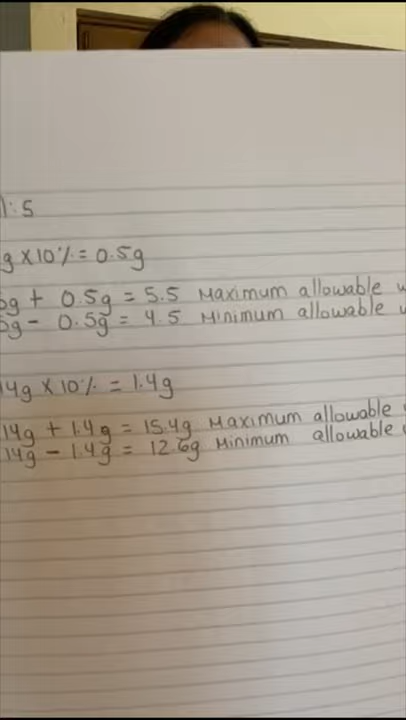 1:5
g x 10% = 0.5g
5g + 0.5g = 5.5 Maximum allowable
5g - 0.5g = 4.5 Minimum allowable
14g x 10% = 1.4g
14g + 1.4g = 15.4g Maximum allowable
14g - 1.4g = 12.6g Minimum allowable